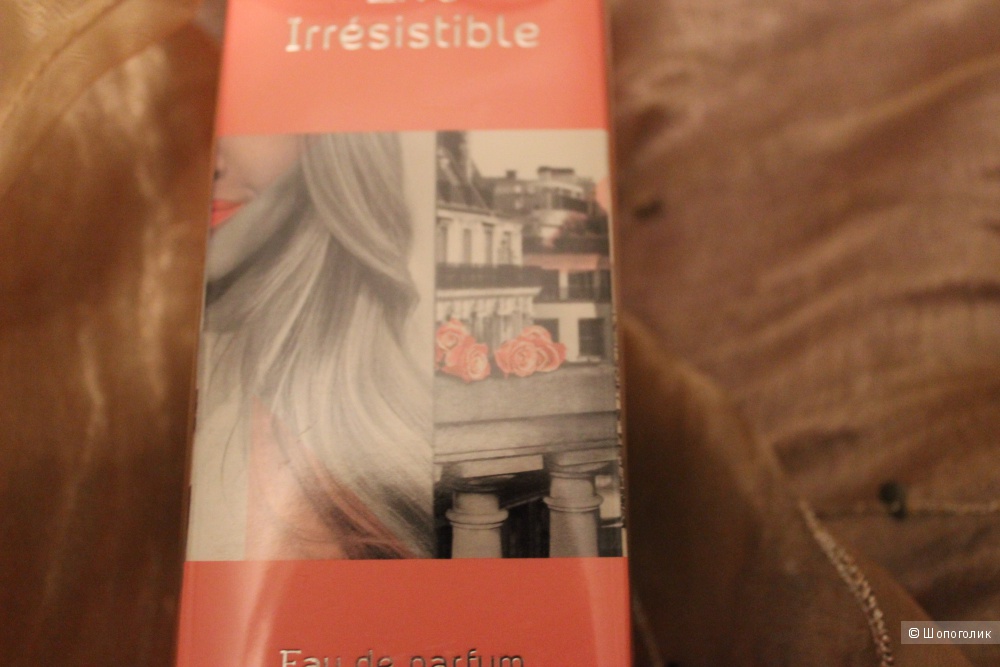 Irrésistible
Eau de parfum
© Шопоголик